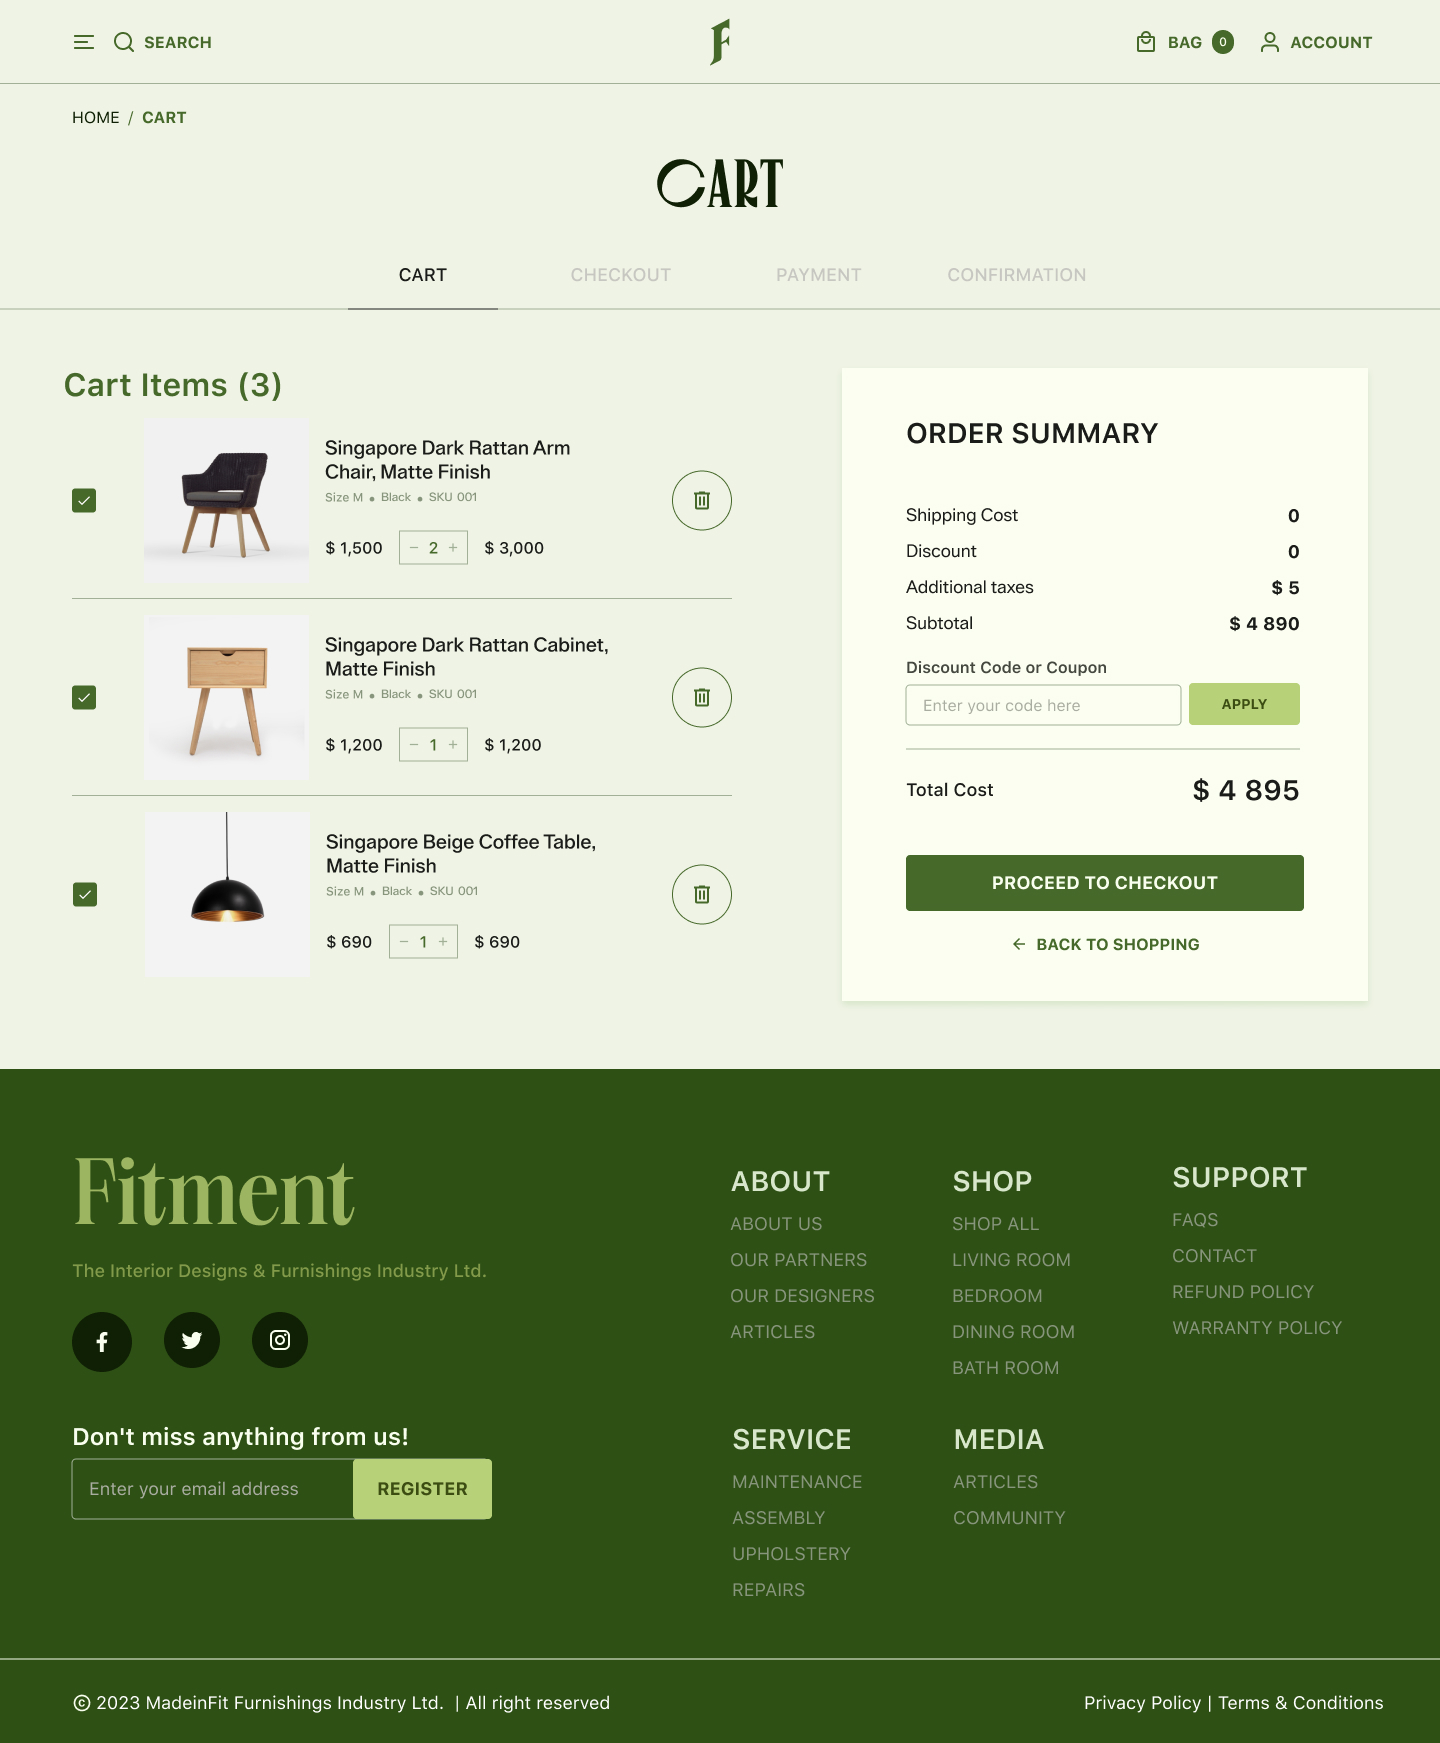 SEARCH
F
BAG 0 ACCOUNT
HOME / CART
CART
CART CHECKOUT PAYMENT CONFIRMATION
Cart Items (3)
Singapore Dark Rattan Arm
Chair, Matte Finish
Size M • Black • SKU 001
$ 1,500 − 2 + $ 3,000
Singapore Dark Rattan Cabinet,
Matte Finish
Size M • Black • SKU 001
$ 1,200 − 1 + $ 1,200
Singapore Beige Coffee Table,
Matte Finish
Size M • Black • SKU 001
$ 690 − 1 + $ 690
ORDER SUMMARY
Shipping Cost 0
Discount 0
Additional taxes $ 5
Subtotal $ 4 890
Discount Code or Coupon
Enter your code here APPLY
Total Cost $ 4 895
PROCEED TO CHECKOUT
← BACK TO SHOPPING
Fitment
The Interior Designs & Furnishings Industry Ltd.
Don't miss anything from us!
Enter your email address REGISTER
ABOUT
ABOUT US
OUR PARTNERS
OUR DESIGNERS
ARTICLES
SHOP
SHOP ALL
LIVING ROOM
BEDROOM
DINING ROOM
BATH ROOM
SUPPORT
FAQS
CONTACT
REFUND POLICY
WARRANTY POLICY
SERVICE
MAINTENANCE
ASSEMBLY
UPHOLSTERY
REPAIRS
MEDIA
ARTICLES
COMMUNITY
© 2023 MadeinFit Furnishings Industry Ltd. | All right reserved
Privacy Policy | Terms & Conditions